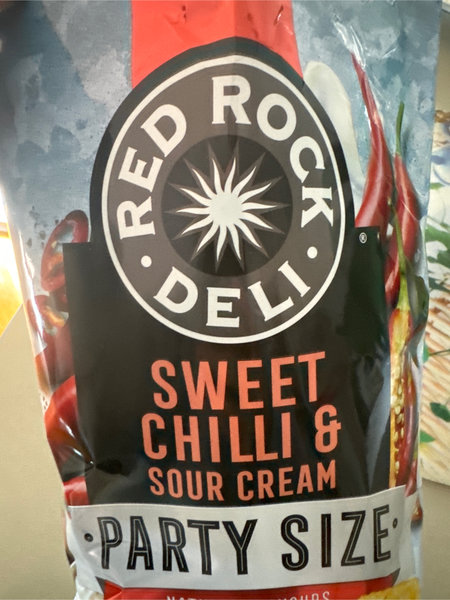 RED ROCK
· DELI ·
®
SWEET
CHILLI &
SOUR CREAM
· PARTY SIZE ·